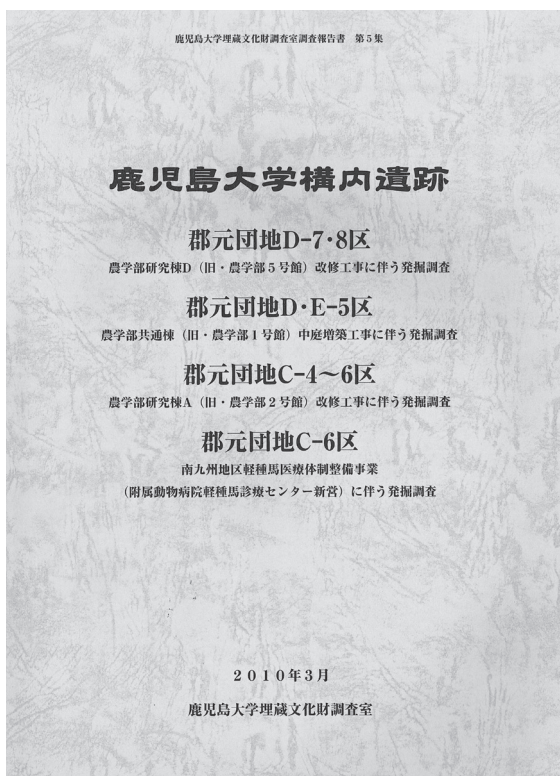 鹿児島大学埋蔵文化財調査室調査報告書　第5集
鹿児島大学構内遺跡
郡元団地D-7・8区
農学部研究棟D（旧・農学部5号館）改修工事に伴う発掘調査
郡元団地D・E-5区
農学部共通棟（旧・農学部1号館）中庭増築工事に伴う発掘調査
郡元団地C-4〜6区
農学部研究棟A（旧・農学部2号館）改修工事に伴う発掘調査
郡元団地C-6区
南九州地区軽種馬医療体制整備事業
（附属動物病院軽種馬診療センター新営）に伴う発掘調査
2010年3月
鹿児島大学埋蔵文化財調査室